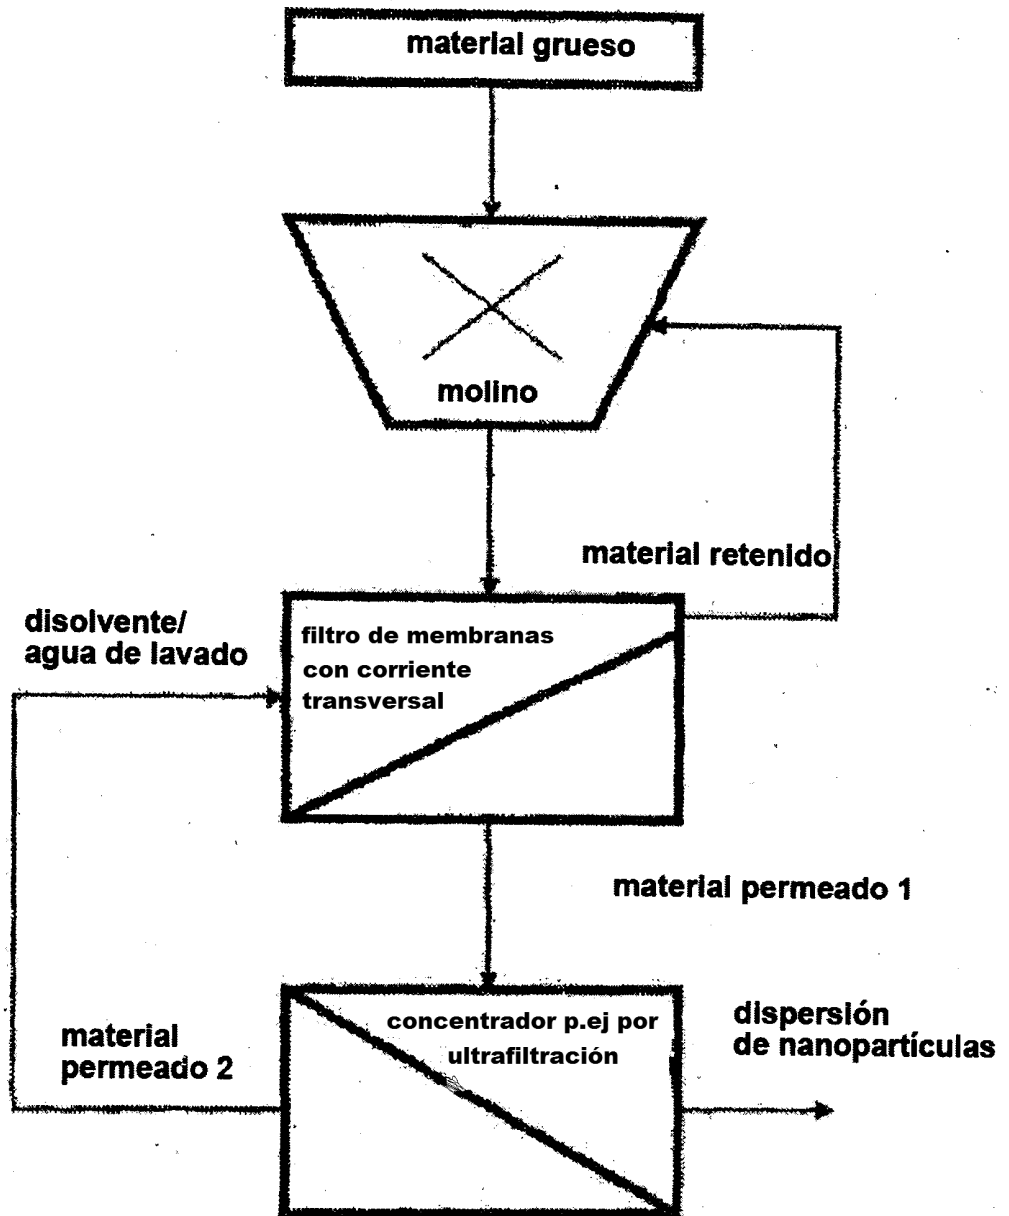 material grueso
molino
material retenido
disolvente/
agua de lavado
filtro de membranas
con corriente
transversal
material permeado 1
concentrador p.ej por
ultrafiltración
dispersión
de nanopartículas
material
permeado 2